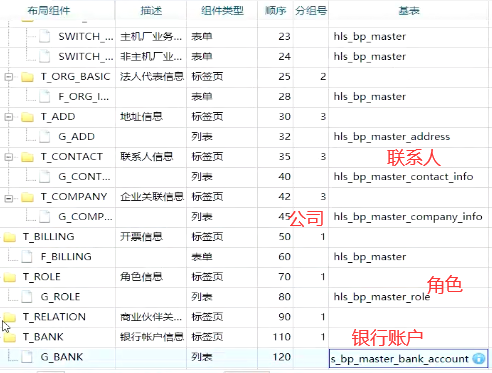 布局组件 描述 组件类型 顺序 分组号 基表
SWITCH_... 主机厂业务... 表单 23 hls_bp_master
SWITCH_... 非主机厂业... 表单 24 hls_bp_master
T_ORG_BASIC 法人代表信息 标签页 25 2
F_ORG_I... 表单 28 hls_bp_master
T_ADD 地址信息 标签页 30 3
G_ADD 列表 32 hls_bp_master_address
T_CONTACT 联系人信息 标签页 35 3 联系人
G_CONT... 列表 40 hls_bp_master_contact_info
T_COMPANY 企业关联信息 标签页 42 3
G_COMP... 列表 45 公司 hls_bp_master_company_info
T_BILLING 开票信息 标签页 50 1
F_BILLING 表单 60 hls_bp_master
T_ROLE 角色信息 标签页 70 1 角色
G_ROLE 列表 80 hls_bp_master_role
T_RELATION 商业伙伴关... 标签页 90 1
T_BANK 银行帐户信息 标签页 110 1 银行账户
G_BANK 列表 120 s_bp_master_bank_account